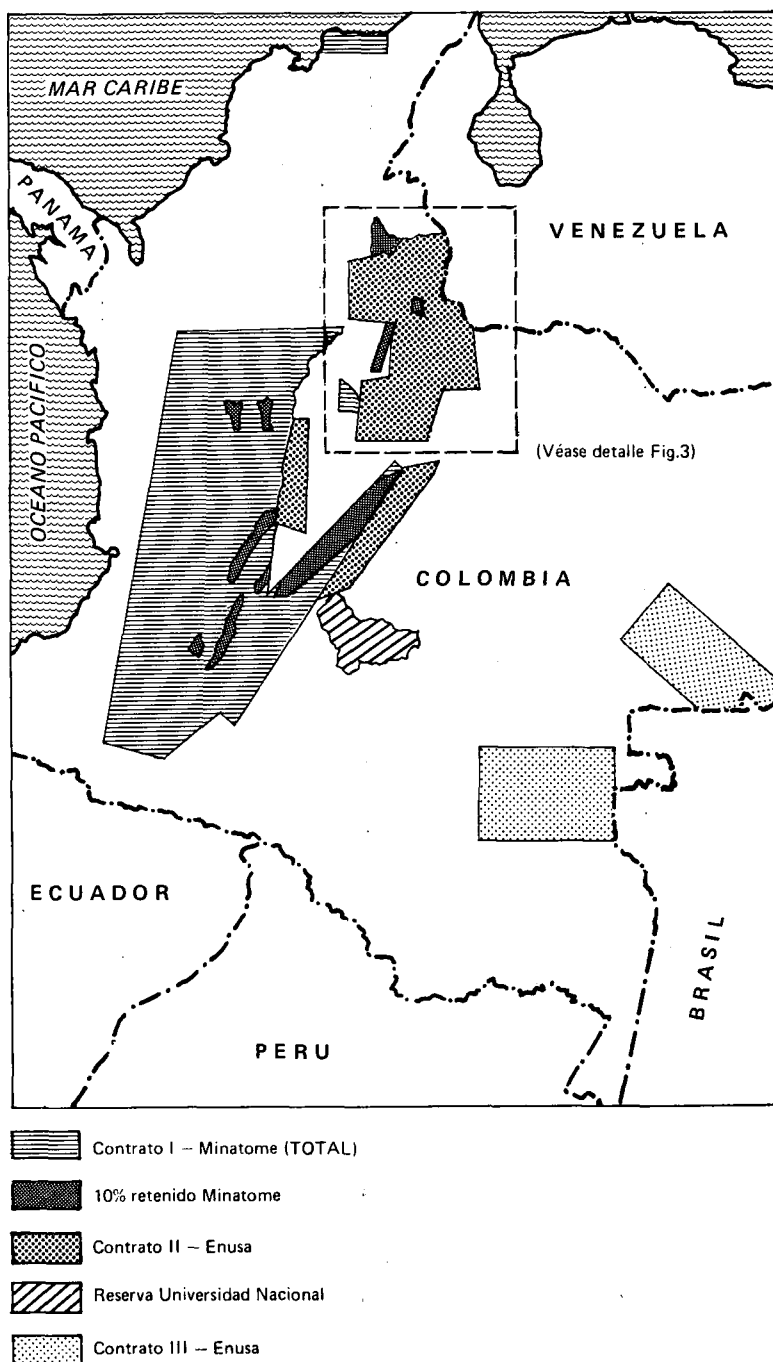 MAR CARIBE
PANAMA
VENEZUELA
OCEANO PACIFICO
(Véase detalle Fig.3)
COLOMBIA
ECUADOR
BRASIL
PERU
Contrato I – Minatome (TOTAL)
10% retenido Minatome
Contrato II – Enusa
Reserva Universidad Nacional
Contrato III – Enusa